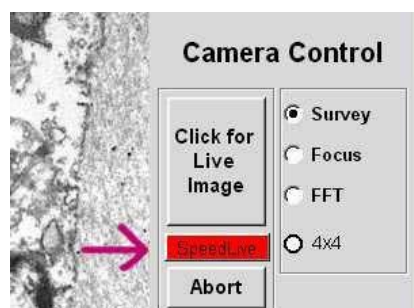 Camera Control
Click for
Live
Image
SpeedLive
Abort
Survey
Focus
FFT
4x4